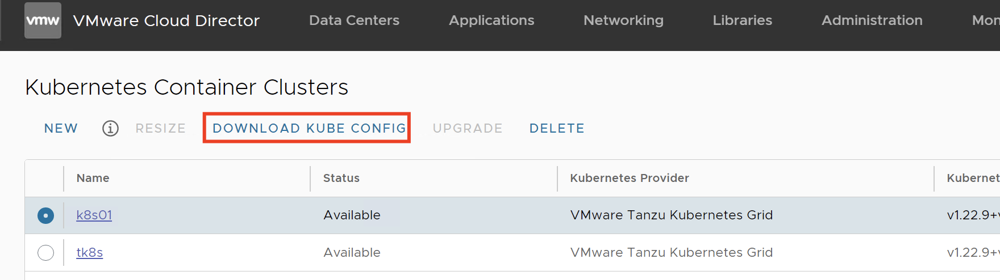 vmw VMware Cloud Director Data Centers Applications Networking Libraries Administration Mon
Kubernetes Container Clusters
NEW RESIZE DOWNLOAD KUBE CONFIG UPGRADE DELETE
Name Status Kubernetes Provider Kubernet
k8s01 Available VMware Tanzu Kubernetes Grid v1.22.9+v
tk8s Available VMware Tanzu Kubernetes Grid v1.22.9+v